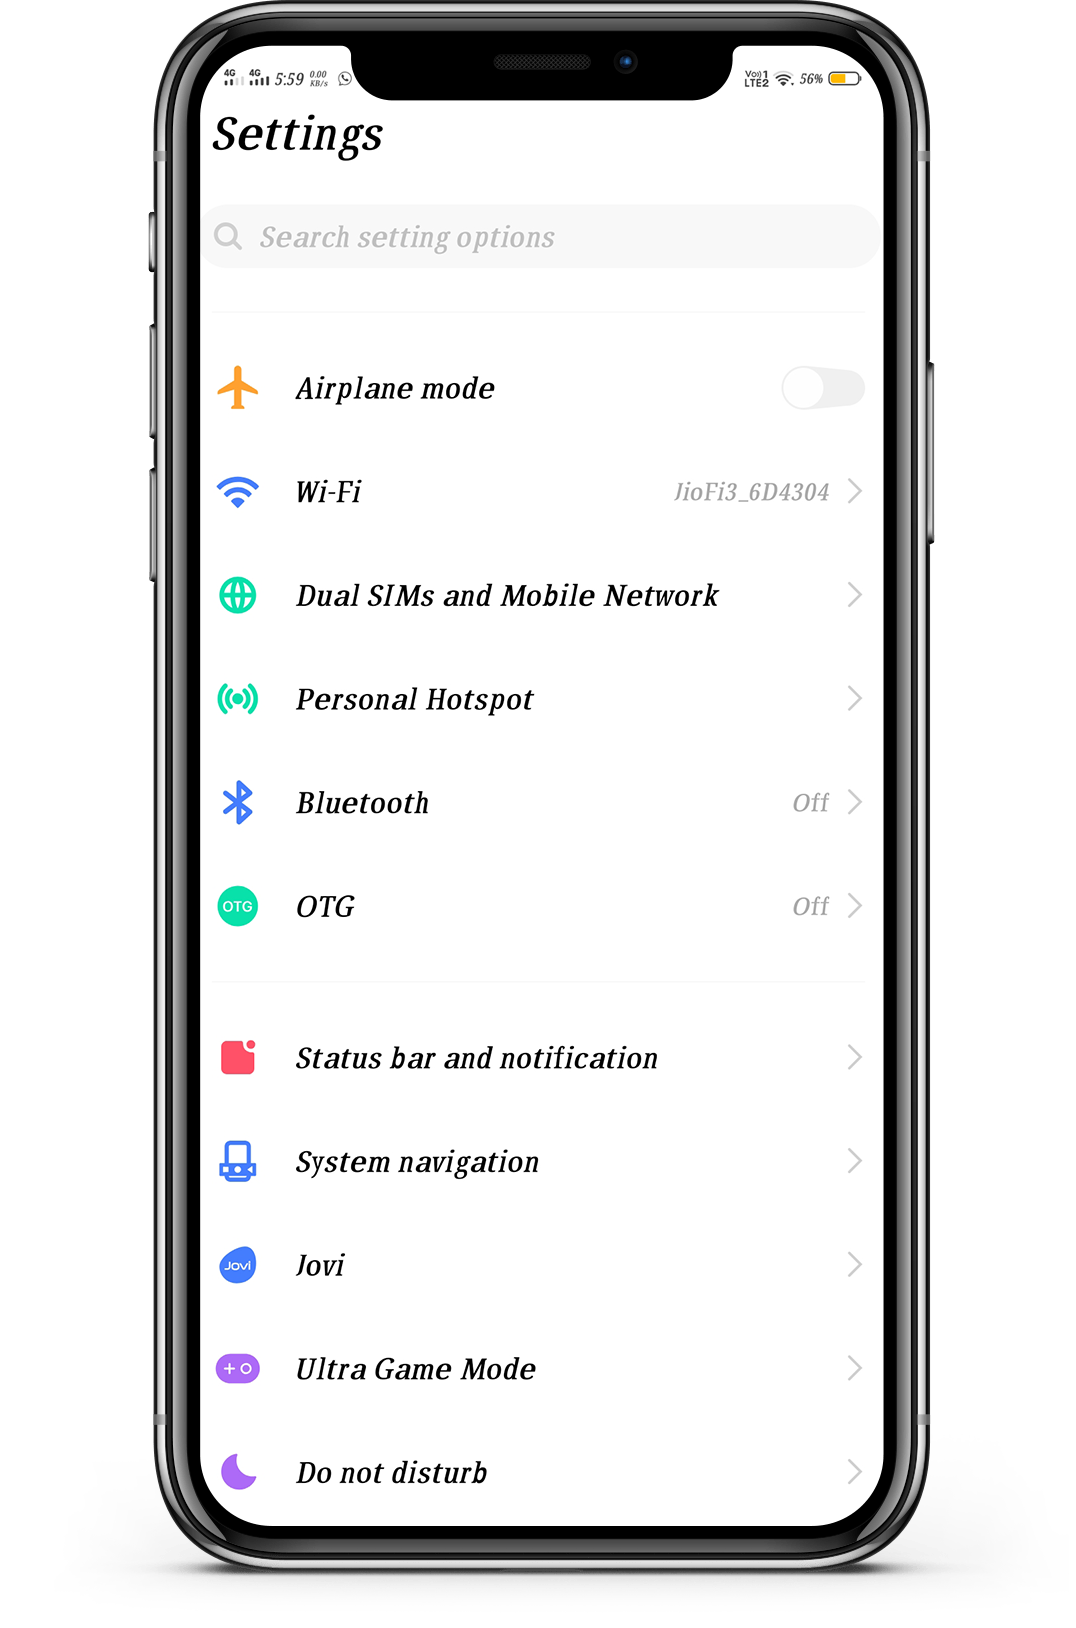 4G 4G 5:59 0.00 KB/s Vo))1 LTE2 56%
Settings
Search setting options
Airplane mode
Wi-Fi JioFi3_6D4304
Dual SIMs and Mobile Network
Personal Hotspot
Bluetooth Off
OTG OTG Off
Status bar and notification
System navigation
Jovi Jovi
Ultra Game Mode
Do not disturb